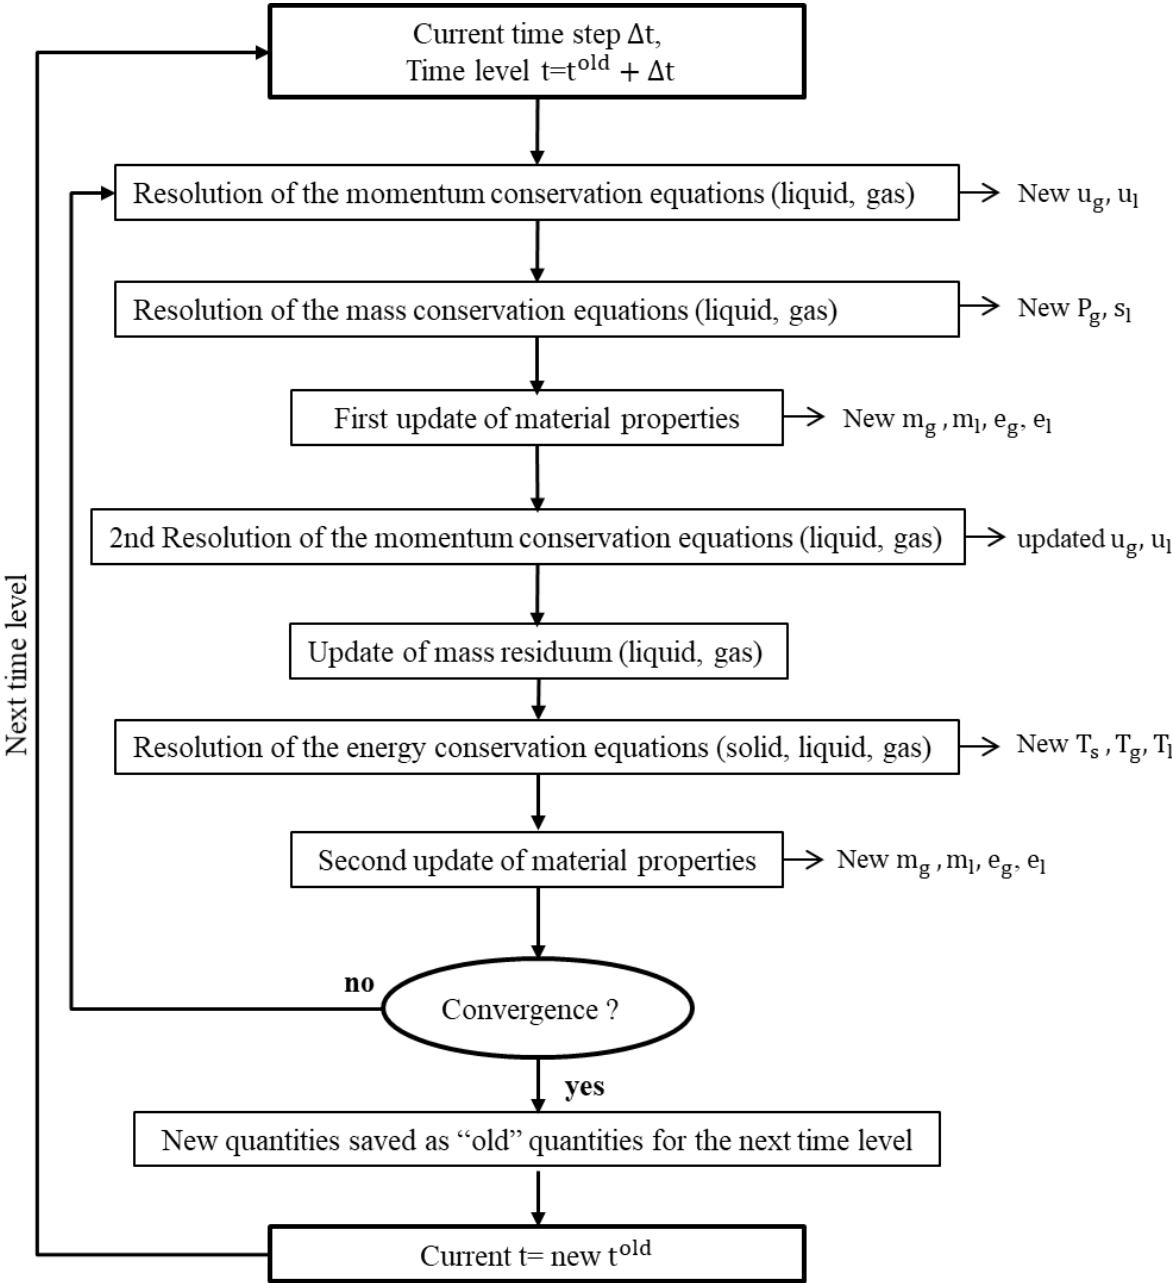 Current time step Δt,
Time level t=t^old + Δt
Resolution of the momentum conservation equations (liquid, gas)
New u_g, u_l
Resolution of the mass conservation equations (liquid, gas)
New P_g, s_l
First update of material properties
New m_g , m_l, e_g, e_l
2nd Resolution of the momentum conservation equations (liquid, gas)
updated u_g, u_l
Update of mass residuum (liquid, gas)
Next time level
Resolution of the energy conservation equations (solid, liquid, gas)
New T_s , T_g, T_l
Second update of material properties
New m_g , m_l, e_g, e_l
no
Convergence ?
yes
New quantities saved as “old” quantities for the next time level
Current t= new t^old